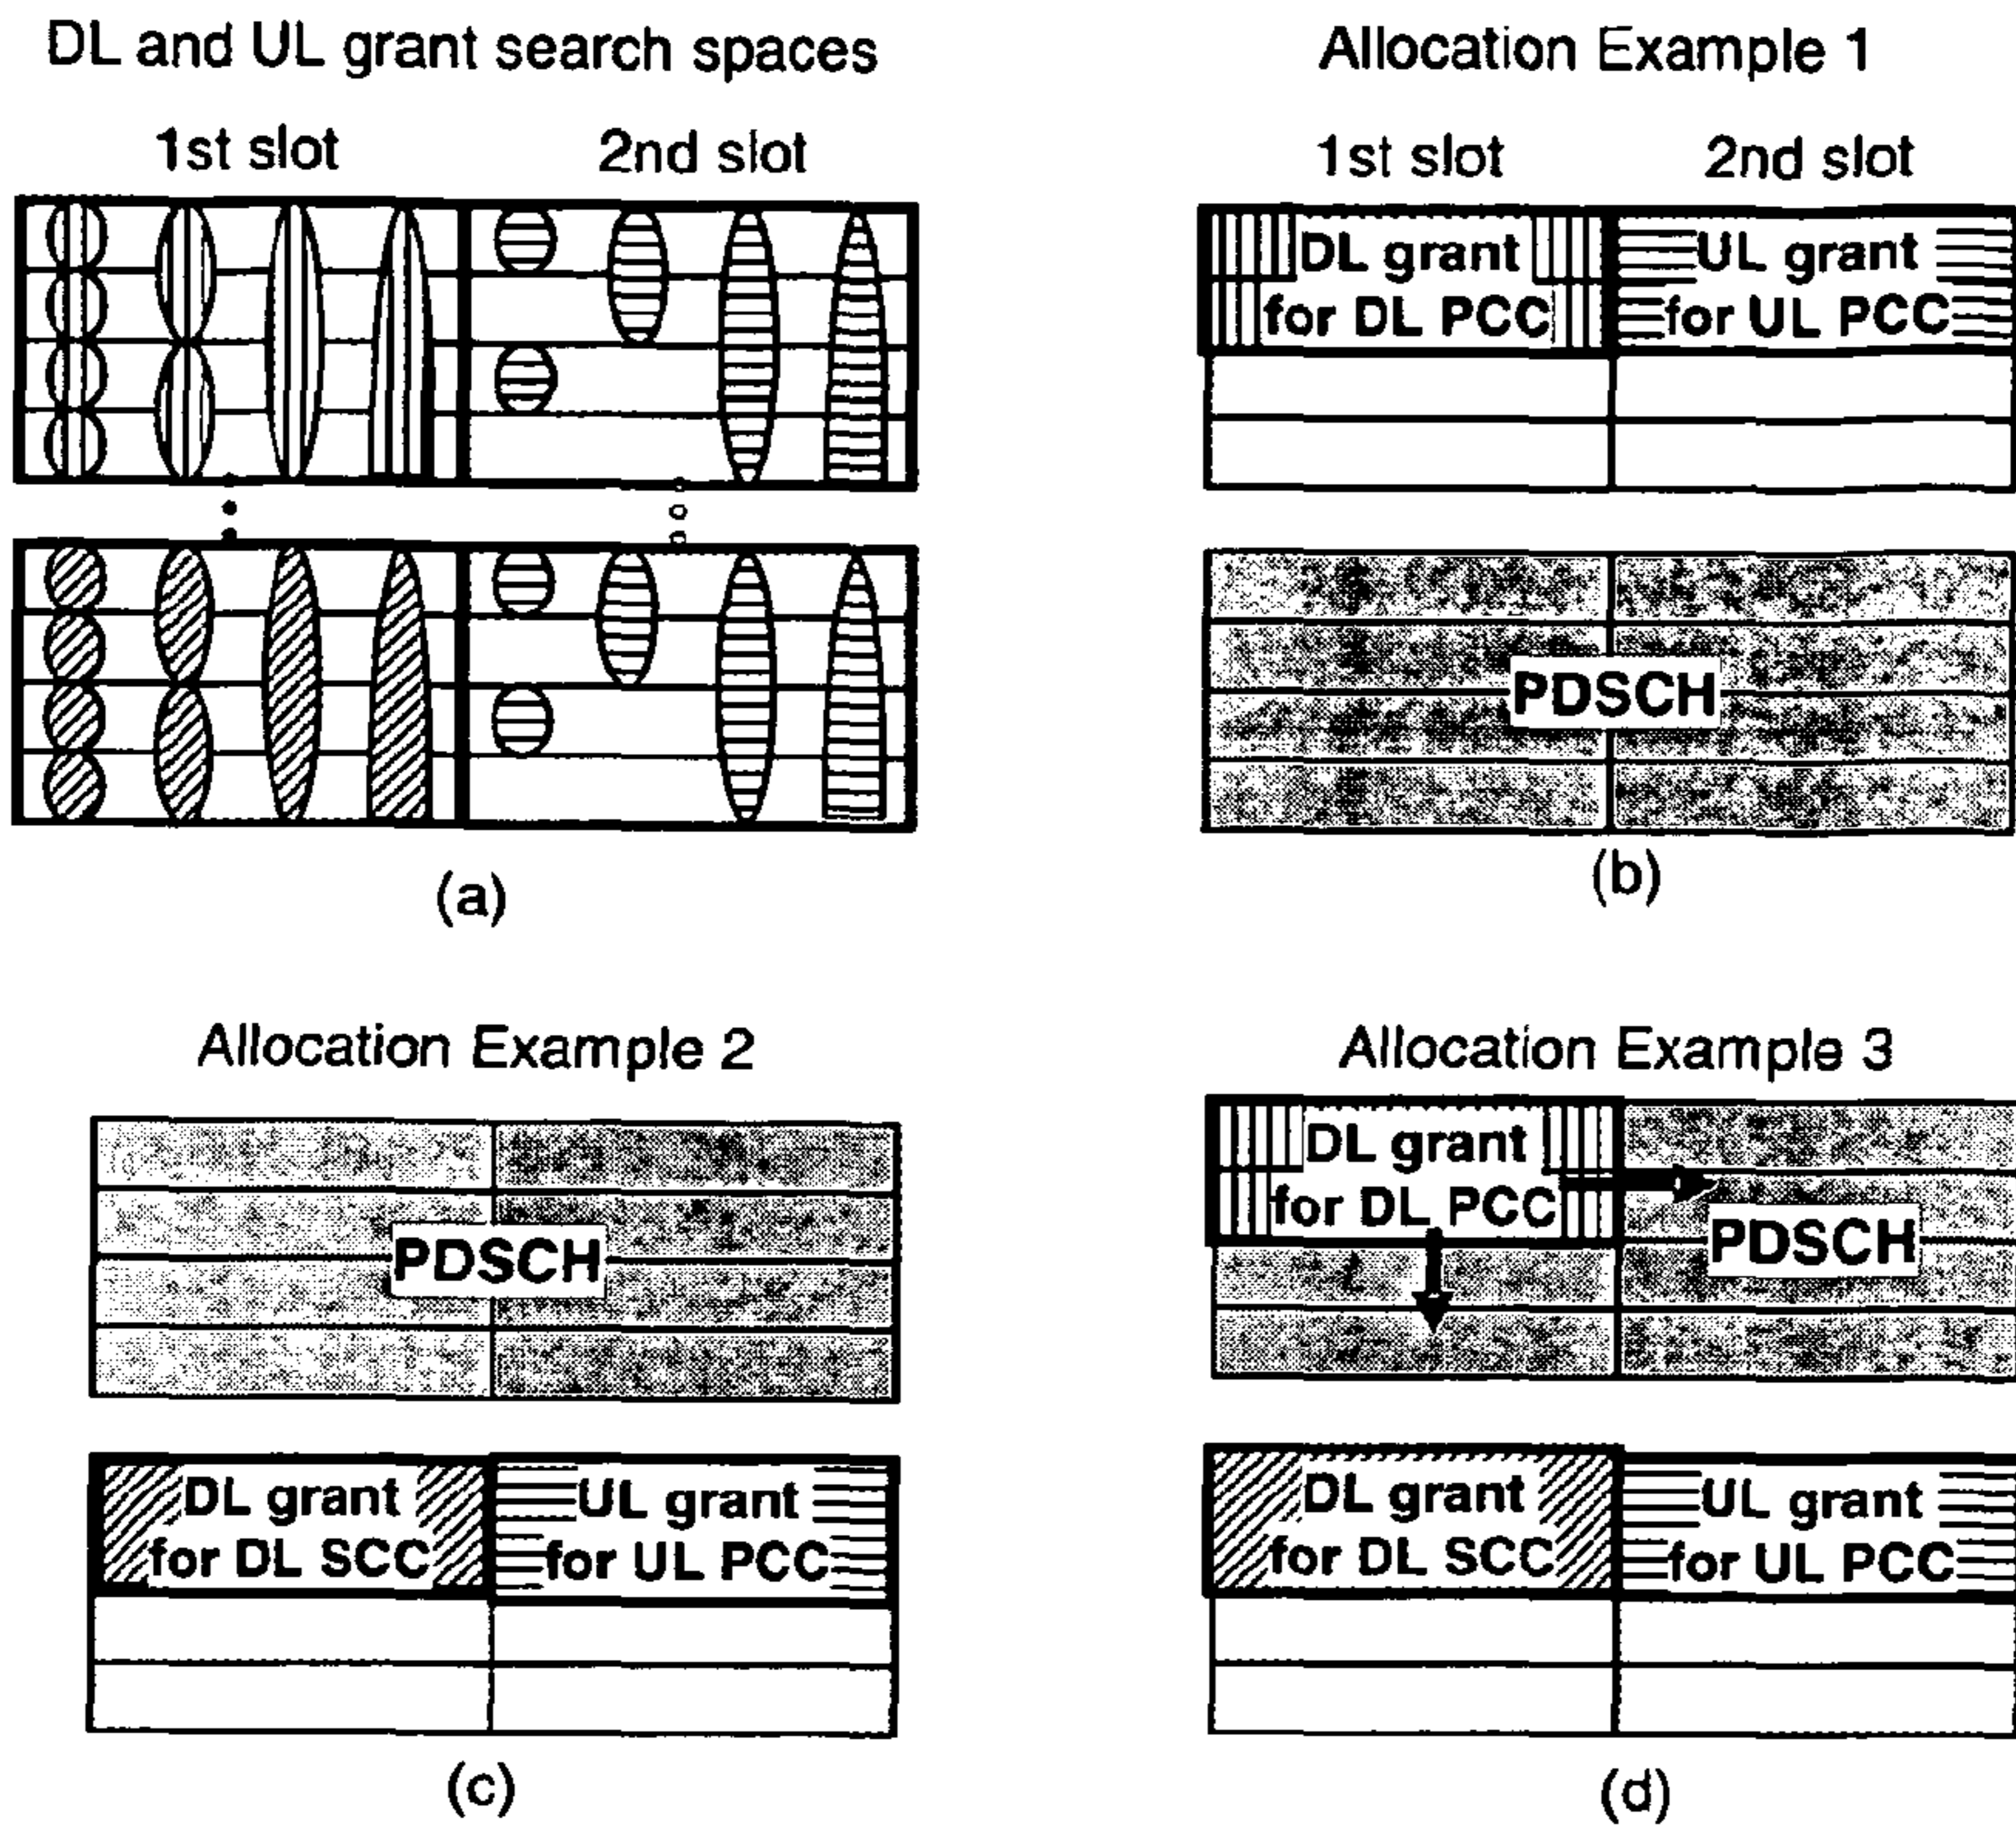 DL and UL grant search spaces
1st slot
2nd slot
(a)
Allocation Example 1
1st slot
2nd slot
DL grant
for DL PCC
UL grant
for UL PCC
PDSCH
(b)
Allocation Example 2
PDSCH
DL grant
for DL SCC
UL grant
for UL PCC
(c)
Allocation Example 3
DL grant
for DL PCC
PDSCH
DL grant
for DL SCC
UL grant
for UL PCC
(d)